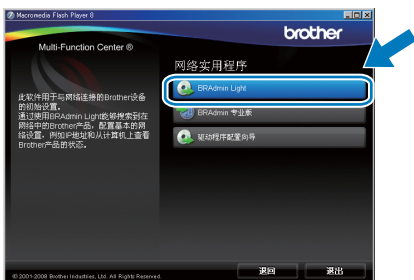 Macromedia Flash Player 8
brother
Multi-Function Center ®
网络实用程序
BRAdmin Light
BRAdmin 专业版
驱动程序配置向导
此软件用于与网络连接的Brother设备
的初始设置。
通过使用BRAdmin Light能够搜索到在
网络中的Brother产品，配置基本的网
络设置，例如IP地址和从计算机上查看
Brother产品的状态。
退回
退出
© 2001-2008 Brother Industries, Ltd. All Rights Reserved.